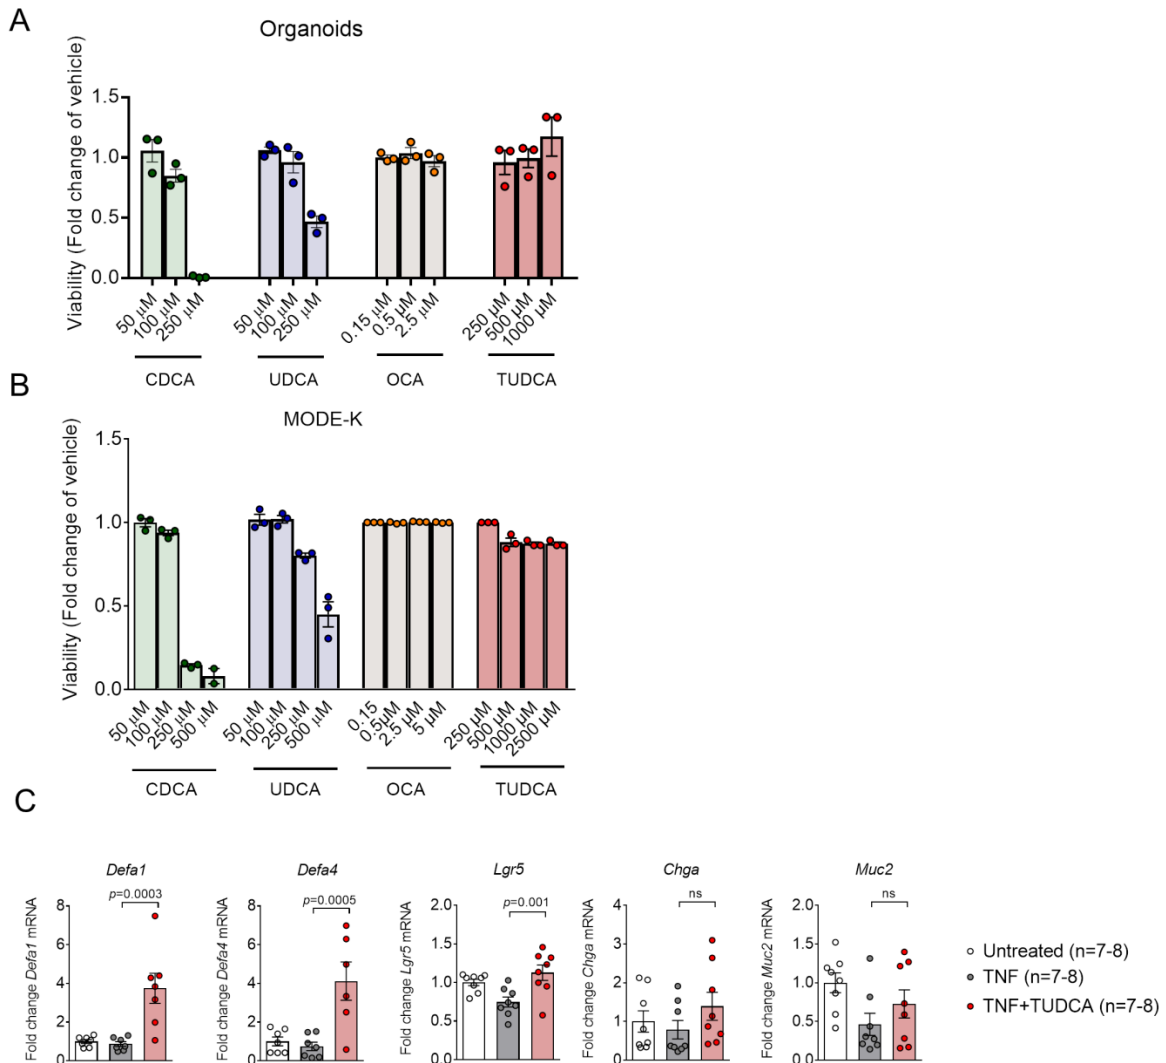 A
Organoids
Viability (Fold change of vehicle)
1.5
1.0
0.5
0.0
50 µM
100 µM
250 µM
50 µM
100 µM
250 µM
0.15 µM
0.5 µM
2.5 µM
250 µM
500 µM
1000 µM
CDCA
UDCA
OCA
TUDCA
B
MODE-K
Viability (Fold change of vehicle)
1.5
1.0
0.5
0.0
50 µM
100 µM
250 µM
500 µM
50 µM
100 µM
250 µM
500 µM
0.15
0.5µM
2.5 µM
5 µM
250 µM
500 µM
1000 µM
2500 µM
CDCA
UDCA
OCA
TUDCA
C
Defa1
Fold change Defa1 mRNA
8
6
4
2
0
p=0.0003
Defa4
Fold change Defa4 mRNA
8
6
4
2
0
p=0.0005
Lgr5
Fold change Lgr5 mRNA
2.0
1.5
1.0
0.5
0.0
p=0.001
Chga
Fold change Chga mRNA
4
3
2
1
0
ns
Muc2
Fold change Muc2 mRNA
2.0
1.5
1.0
0.5
0.0
ns
Untreated (n=7-8)
TNF (n=7-8)
TNF+TUDCA (n=7-8)